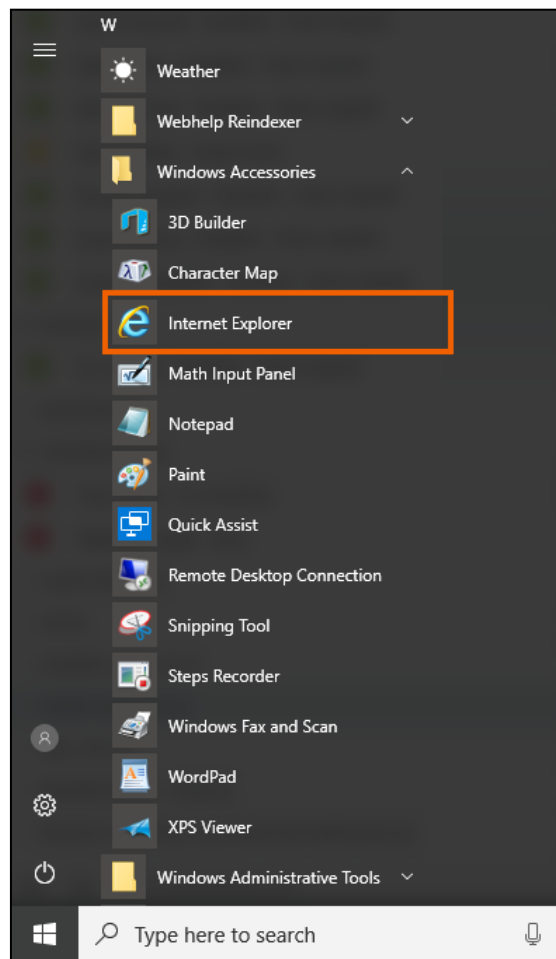 W
Weather
Webhelp Reindexer
Windows Accessories
3D Builder
Character Map
Internet Explorer
Math Input Panel
Notepad
Paint
Quick Assist
Remote Desktop Connection
Snipping Tool
Steps Recorder
Windows Fax and Scan
WordPad
XPS Viewer
Windows Administrative Tools
Type here to search